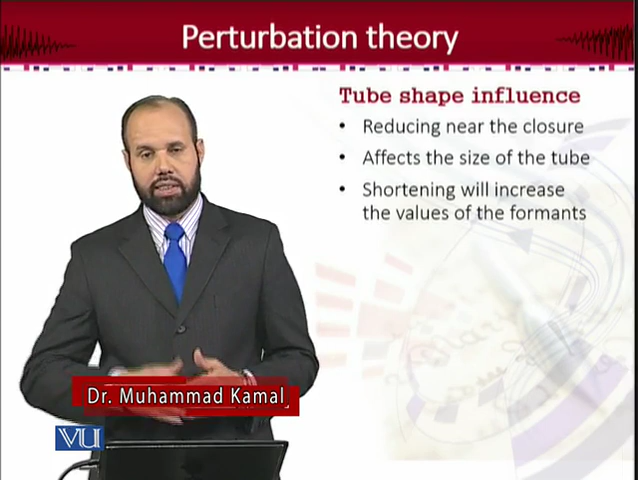 Perturbation theory
Tube shape influence
• Reducing near the closure
• Affects the size of the tube
• Shortening will increase
the values of the formants
Dr. Muhammad Kamal
VU